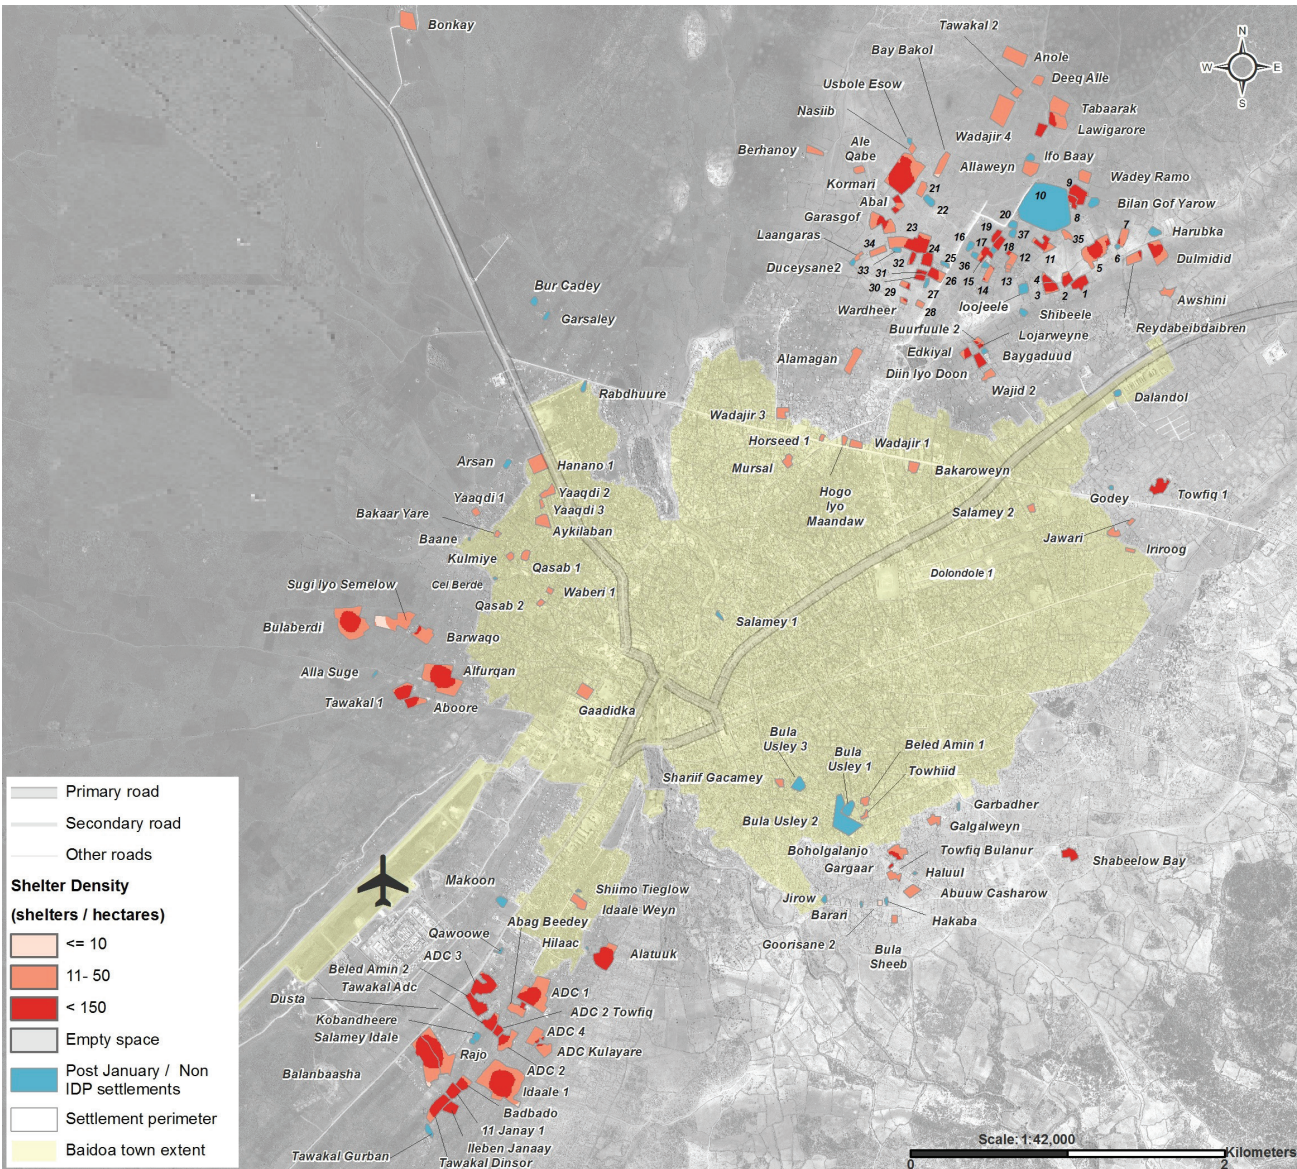 Bonkay
Tawakal 2
Bay Bakol
Anole
Deeq Alle
Usbole Esow
Tabaarak
Nasiib
Lawigarore
Wadajir 4
Ale
Qabe
Berhanoy
Ifo Baay
Allaweyn
Wadey Ramo
Kormari
9
21
10
Abal
Bilan Gof Yarow
22
20
8
Garasgof
7
23
19
37
Harubka
Laangaras
16
17
18
35
34
24
6
Dulmidid
32
25
36
12
11
5
Duceysane2
33
31
26
15
13
4
30
29
27
14
3
2
1
Awshini
Wardheer
28
loojeele
Shibeele
Reydabeibdaibren
Buurfuule 2
Lojarweyne
Edkiyal
Baygaduud
Alamagan
Diin Iyo Doon
Wajid 2
Bur Cadey
Garsaley
Rabdhuure
Dalandol
Wadajir 3
Horseed 1
Wadajir 1
Arsan
Hanano 1
Mursal
Bakaroweyn
Hogo
Iyo
Maandaw
Yaaqdi 1
Yaaqdi 2
Godey
Towfiq 1
Bakaar Yare
Yaaqdi 3
Salamey 2
Aykilaban
Baane
Jawari
Iriroog
Kulmiye
Qasab 1
Dolondole 1
Sugi Iyo Semelow
Cel Berde
Waberi 1
Qasab 2
Bulaberdi
Salamey 1
Barwaqo
Alla Suge
Alfurqan
Tawakal 1
Aboore
Gaadidka
Bula
Usley 3
Bula
Usley 1
Beled Amin 1
Shariif Gacamey
Towhiid
Bula Usley 2
Garbadher
Galgalweyn
Boholgalanjo
Towfiq Bulanur
Gargaar
Haluul
Shabeelow Bay
Makoon
Shiimo Tieglow
Abuuw Casharow
Idaale Weyn
Jirow
Abag Beedey
Barari
Hakaba
Qawoowe
Hilaac
Goorisane 2
Bula
Sheeb
ADC 3
Alatuuk
Beled Amin 2
Tawakal Adc
ADC 1
Dusta
ADC 2 Towfiq
Kobandheere
Salamey Idale
ADC 4
Rajo
ADC Kulayare
Balanbaasha
ADC 2
Idaale 1
Badbado
11 Janay 1
Ileben Janaay
Tawakal Gurban
Tawakal Dinsor
N
W
E
S
Primary road
Secondary road
Other roads
Shelter Density
(shelters / hectares)
<= 10
11- 50
< 150
Empty space
Post January / Non
IDP settlements
Settlement perimeter
Baidoa town extent
Scale: 1:42,000
Kilometers
0
2